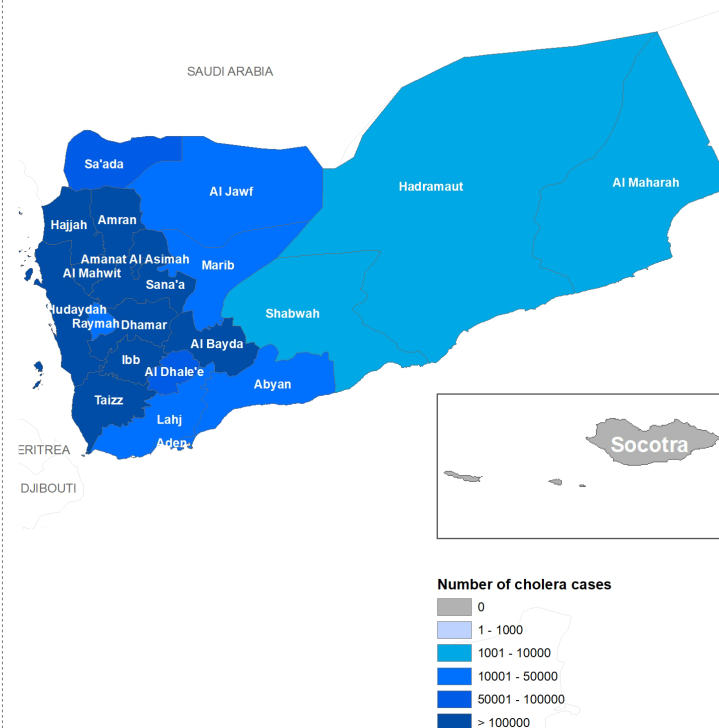 SAUDI ARABIA
Sa'ada
Al Jawf
Hadramaut
Al Maharah
Hajjah
Amran
Amanat Al Asimah
Al Mahwit
Marib
Sana'a
Hudaydah
Raymah
Dhamar
Shabwah
Al Bayda
Ibb
Al Dhale'e
Abyan
Taizz
Lahj
Aden
ERITREA
DJIBOUTI
Socotra
Number of cholera cases
0
1 - 1000
1001 - 10000
10001 - 50000
50001 - 100000
> 100000